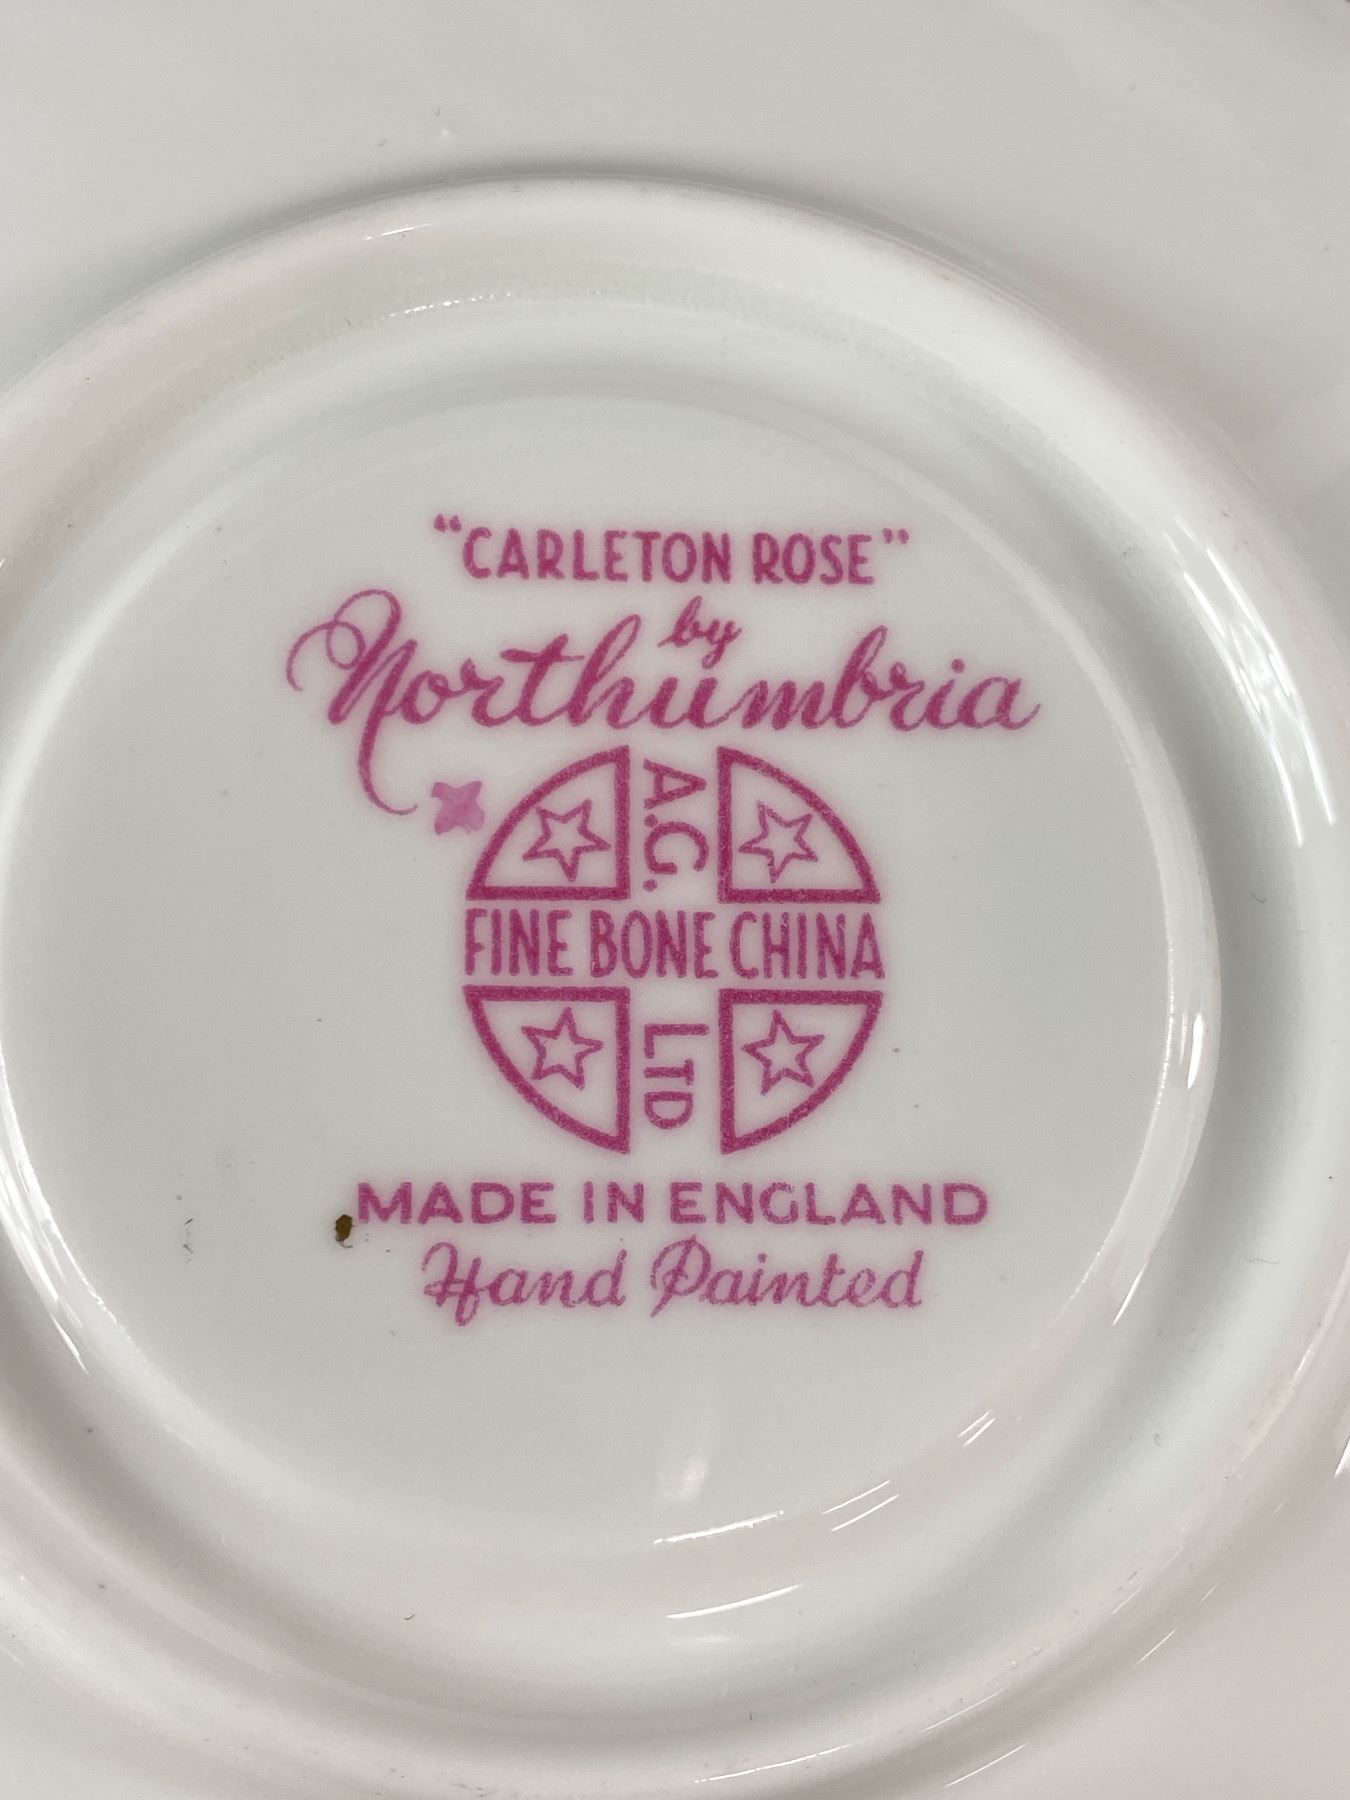 "CARLETON ROSE"
by
Northumbria
A.G.
FINE BONE CHINA
LTD
MADE IN ENGLAND
Hand Painted